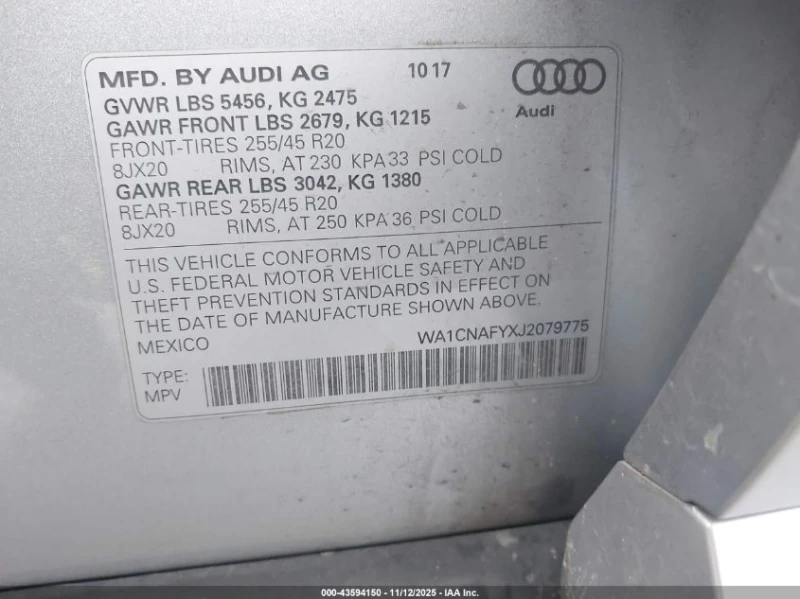 MFD. BY AUDI AG 10 17
Audi
GVWR LBS 5456, KG 2475
GAWR FRONT LBS 2679, KG 1215
FRONT-TIRES 255/45 R20
8JX20 RIMS, AT 230 KPA 33 PSI COLD
GAWR REAR LBS 3042, KG 1380
REAR-TIRES 255/45 R20
8JX20 RIMS, AT 250 KPA 36 PSI COLD
THIS VEHICLE CONFORMS TO ALL APPLICABLE
U.S. FEDERAL MOTOR VEHICLE SAFETY AND
THEFT PREVENTION STANDARDS IN EFFECT ON
THE DATE OF MANUFACTURE SHOWN ABOVE.
MEXICO WA1CNAFYXJ2079775
TYPE:
MPV
000-43594150 - 11/12/2025 - IAA Inc.